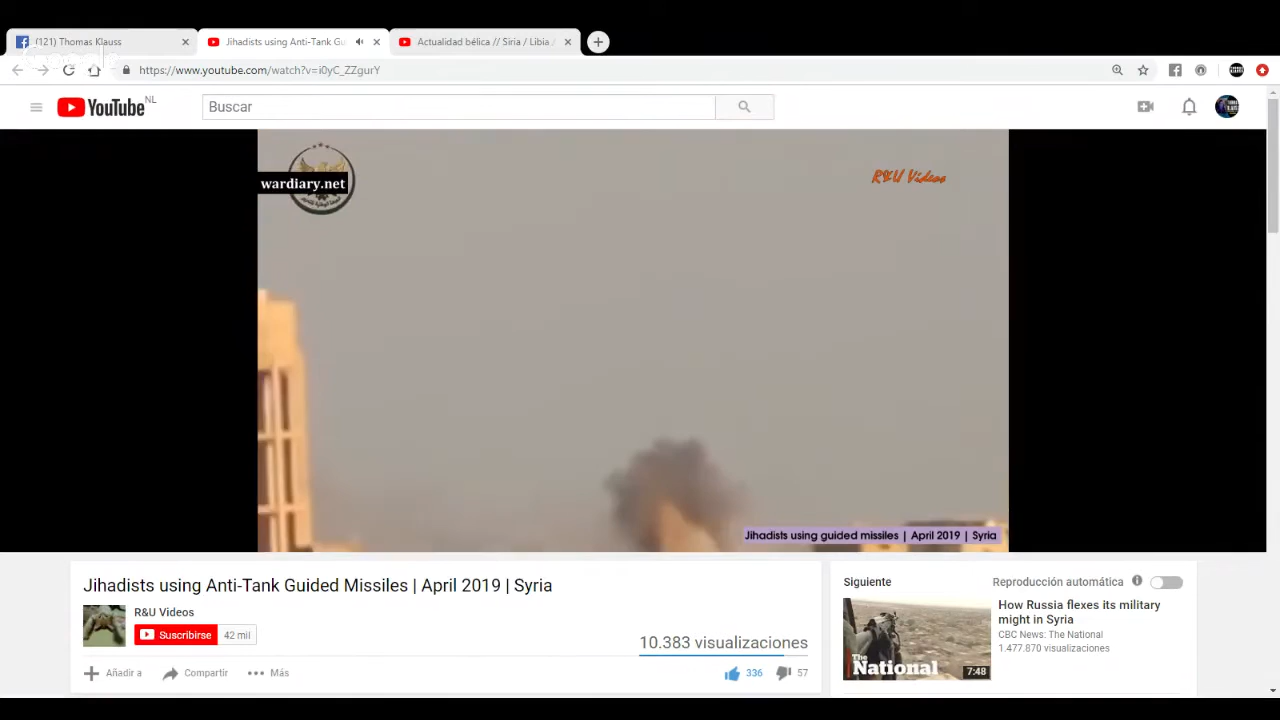 (121) Thomas Klauss
Jihadists using Anti-Tank Gu
Actualidad bélica // Siria / Libia /
https://www.youtube.com/watch?v=i0yC_ZZgurY
YouTube NL
Buscar
wardiary.net
R&U Videos
Jihadists using guided missiles | April 2019 | Syria
Jihadists using Anti-Tank Guided Missiles | April 2019 | Syria
R&U Videos
Suscribirse 42 mil
10.383 visualizaciones
Añadir a Compartir Más 336 57
Siguiente
Reproducción automática
How Russia flexes its military
might in Syria
CBC News: The National
1.477.870 visualizaciones
The
National
7:48